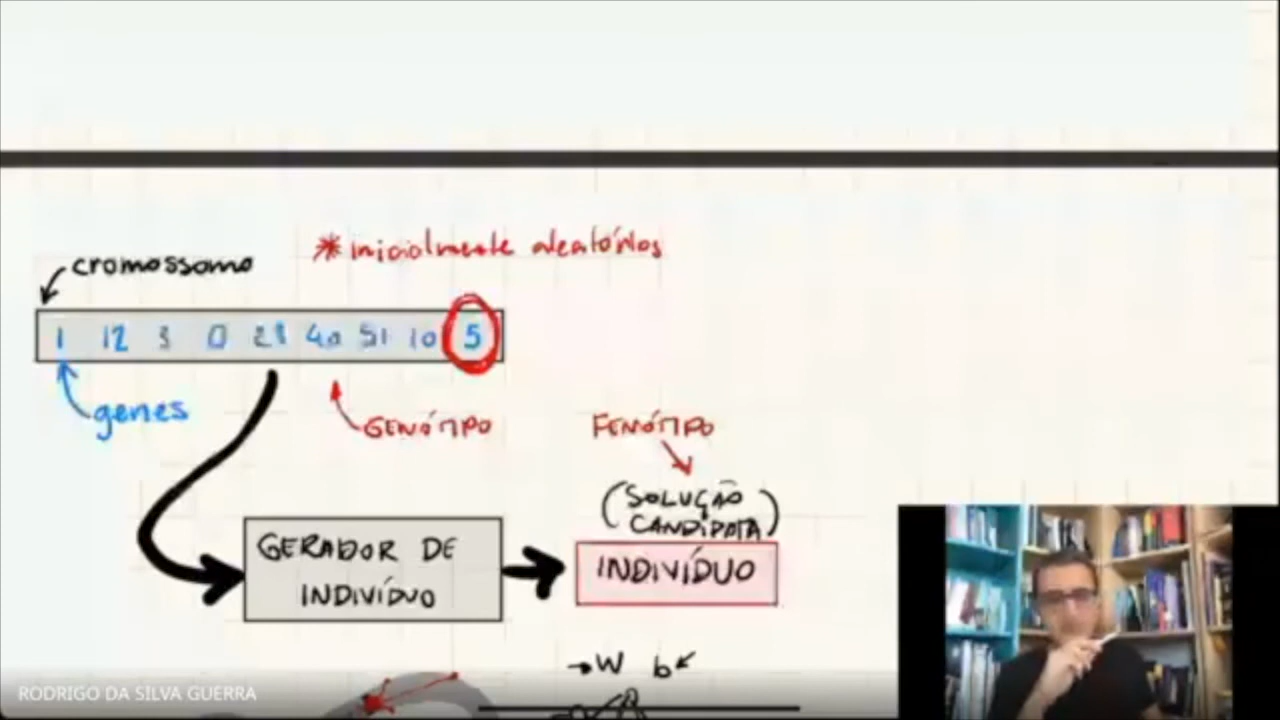 *inicialmente aleatórios
cromossomo
1 12 3 0 28 40 51 10 5
genes
GENÓTIPO
FENÓTIPO
(SOLUÇÃO
CANDIDATA)
GERADOR DE
INDIVÍDUO
INDIVÍDUO
W b
RODRIGO DA SILVA GUERRA